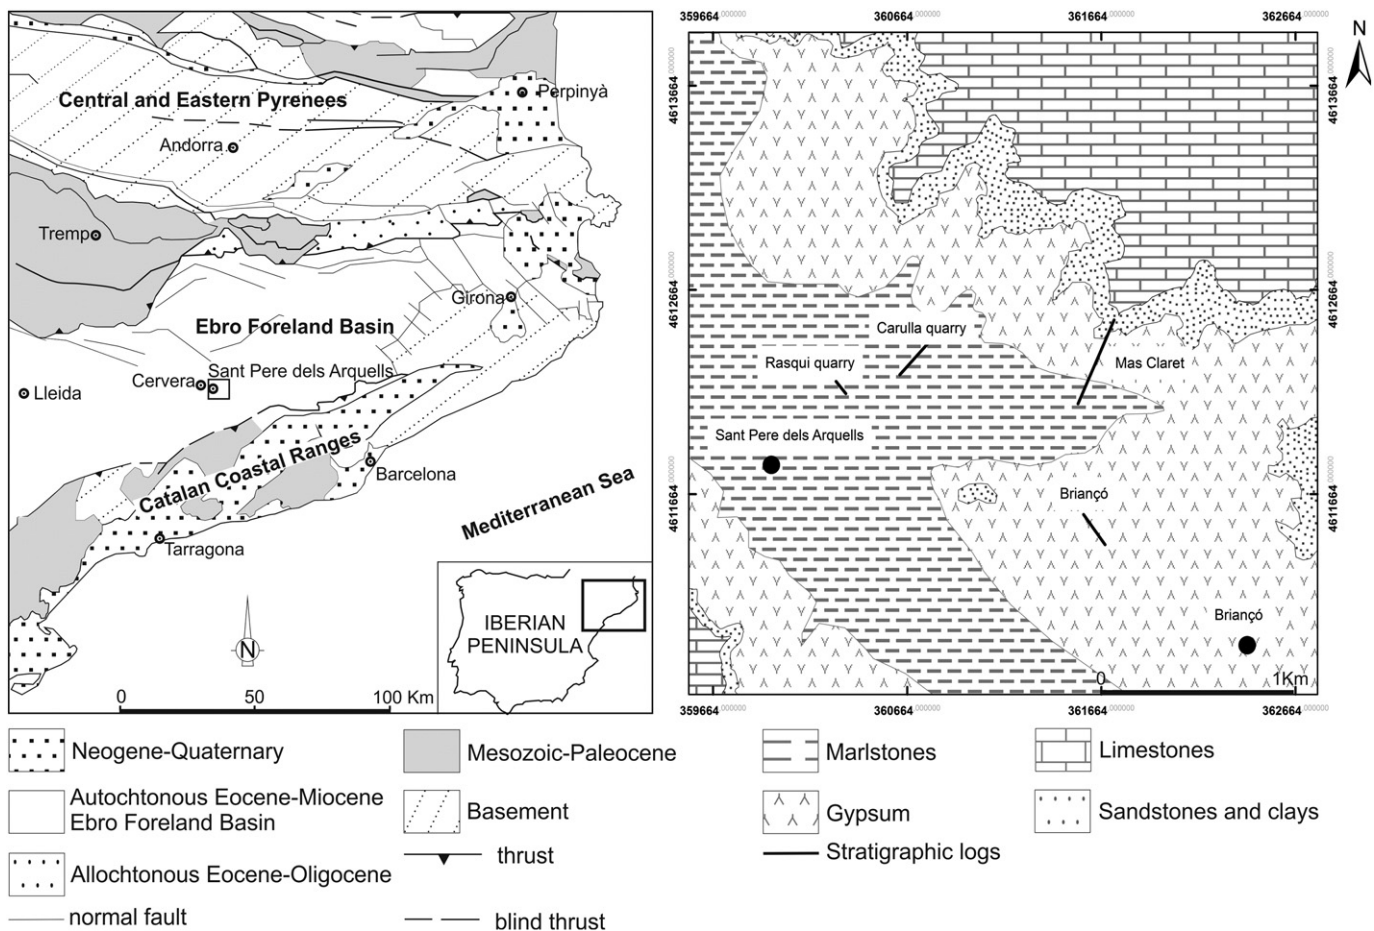 Central and Eastern Pyrenees
Perpinyà
Andorra
Tremp
Girona
Ebro Foreland Basin
Sant Pere dels Arquells
Cervera
Lleida
Catalan Coastal Ranges
Barcelona
Mediterranean Sea
Tarragona
N
IBERIAN
PENINSULA
0 50 100 Km
359664,000000 360664,000000 361664,000000 362664,000000
N
4613664,000000 4613664,000000
4612664,000000 4612664,000000
Carulla quarry
Rasqui quarry
Mas Claret
Sant Pere dels Arquells
4611664,000000 4611664,000000
Briançó
Briançó
0 1Km
359664,000000 360664,000000 361664,000000 362664,000000
Neogene-Quaternary
Autochtonous Eocene-Miocene
Ebro Foreland Basin
Allochtonous Eocene-Oligocene
normal fault
Mesozoic-Paleocene
Basement
thrust
blind thrust
Marlstones
Gypsum
Stratigraphic logs
Limestones
Sandstones and clays